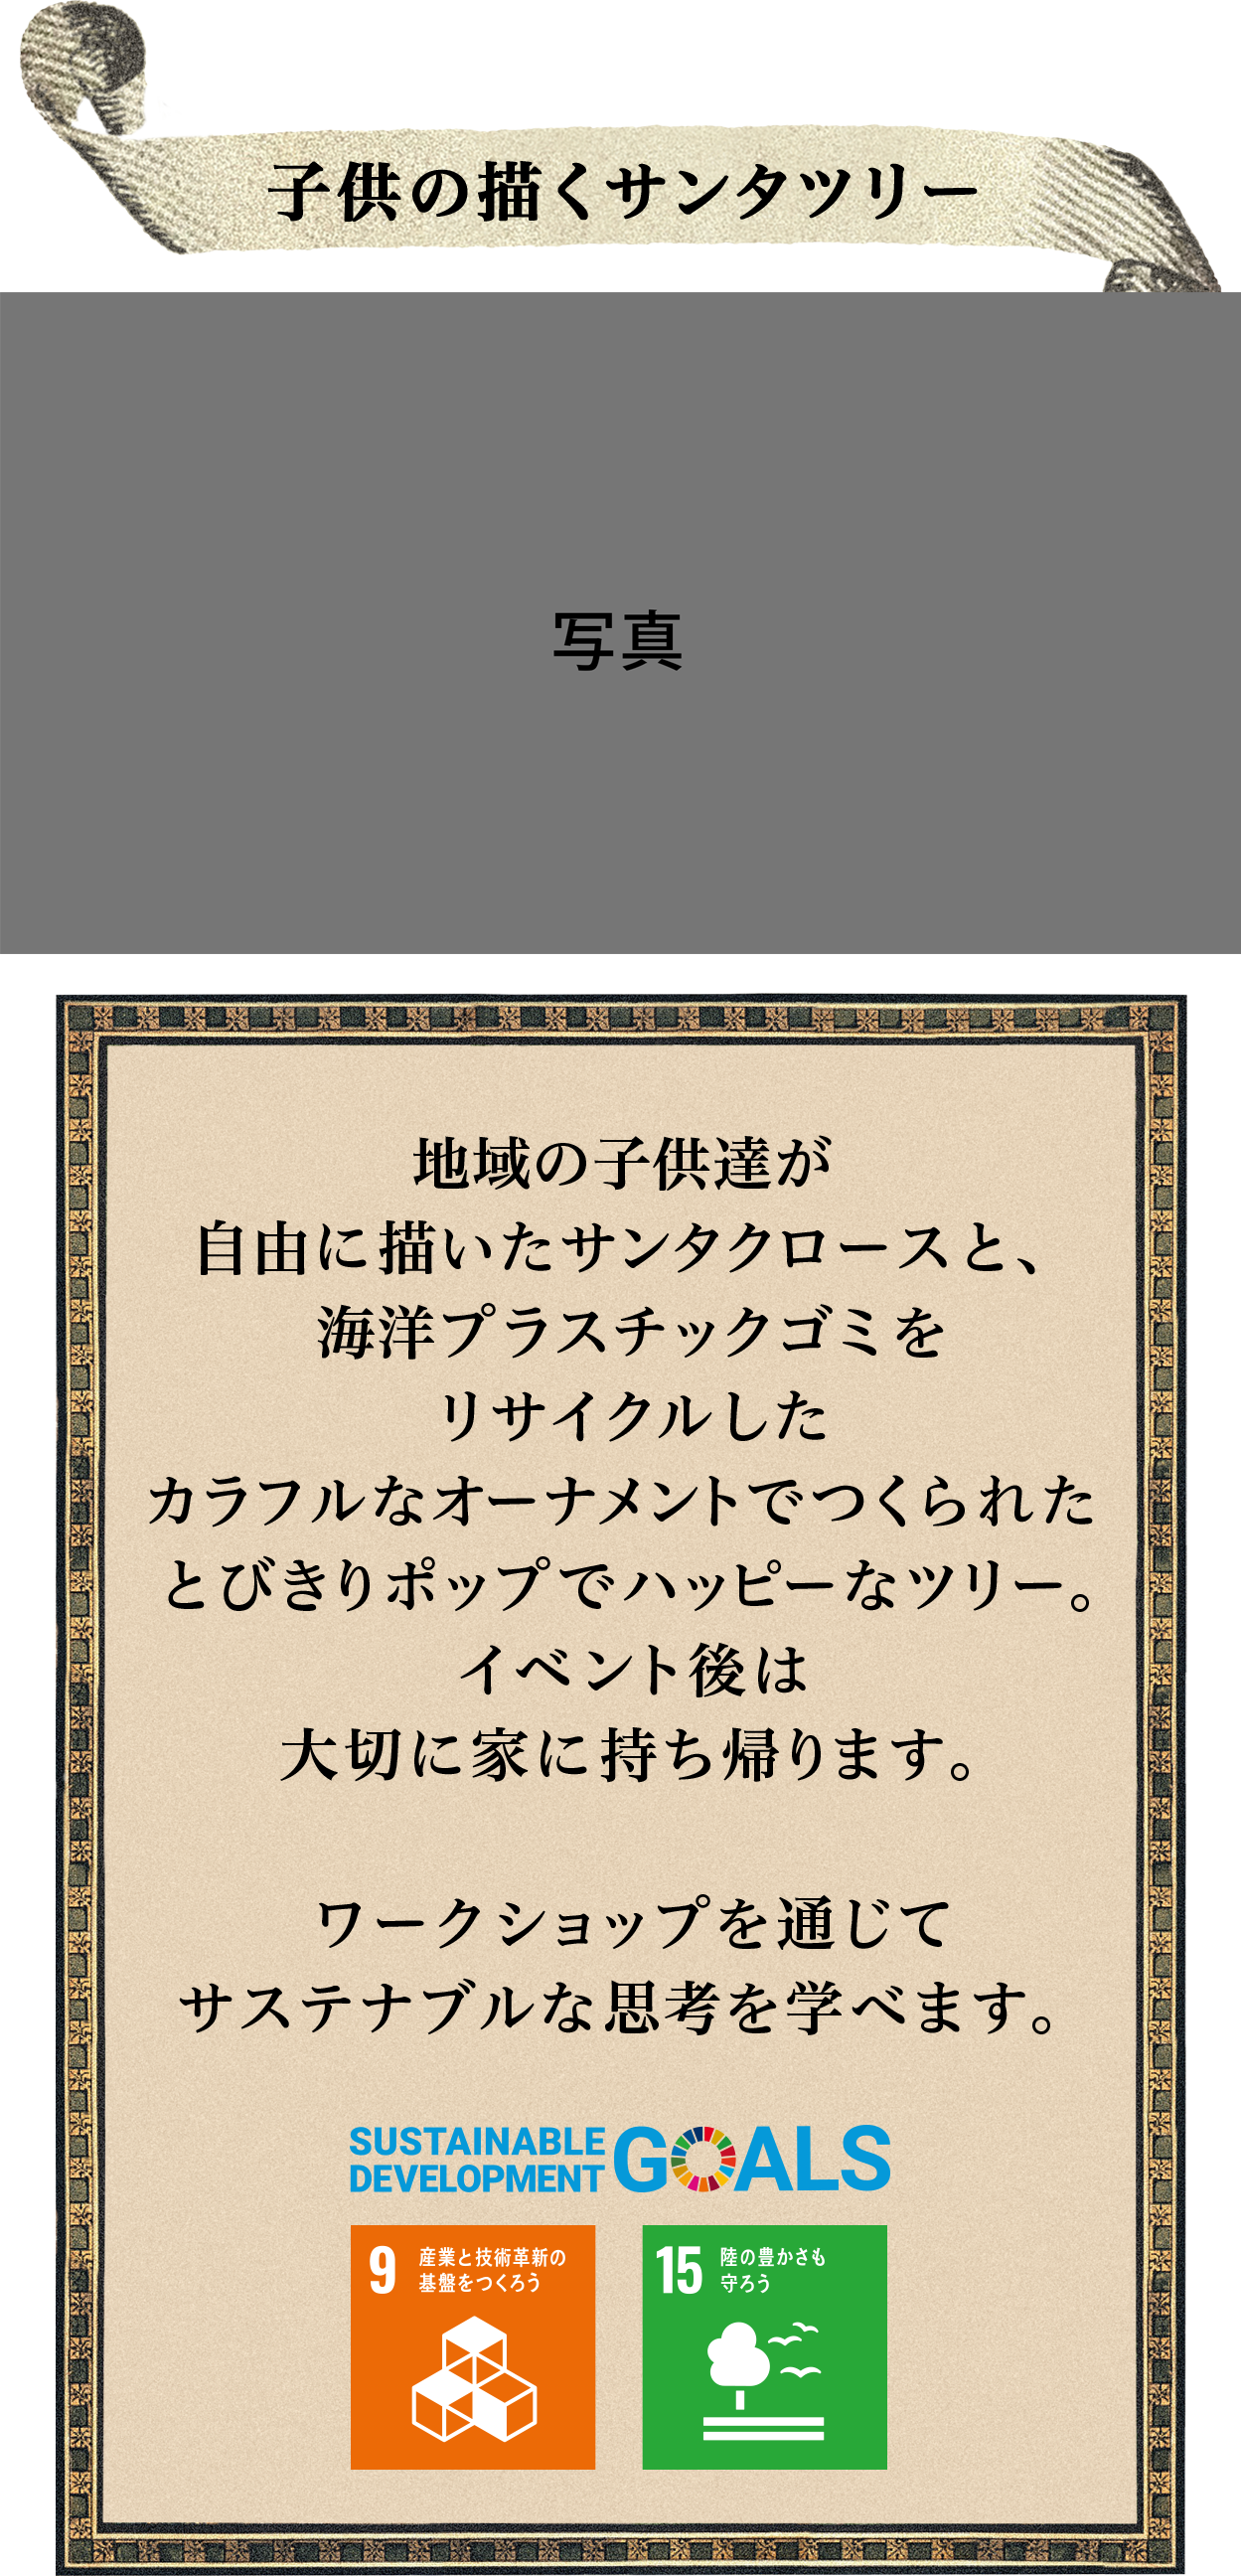 子供の描くサンタツリー
写真
地域の子供達が
自由に描いたサンタクロースと、
海洋プラスチックゴミを
リサイクルした
カラフルなオーナメントでつくられた
とびきりポップでハッピーなツリー。
イベント後は
大切に家に持ち帰ります。
ワークショップを通じて
サステナブルな思考を学べます。
SUSTAINABLE
DEVELOPMENT
GOALS
9 産業と技術革新の
基盤をつくろう
15 陸の豊かさも
守ろう